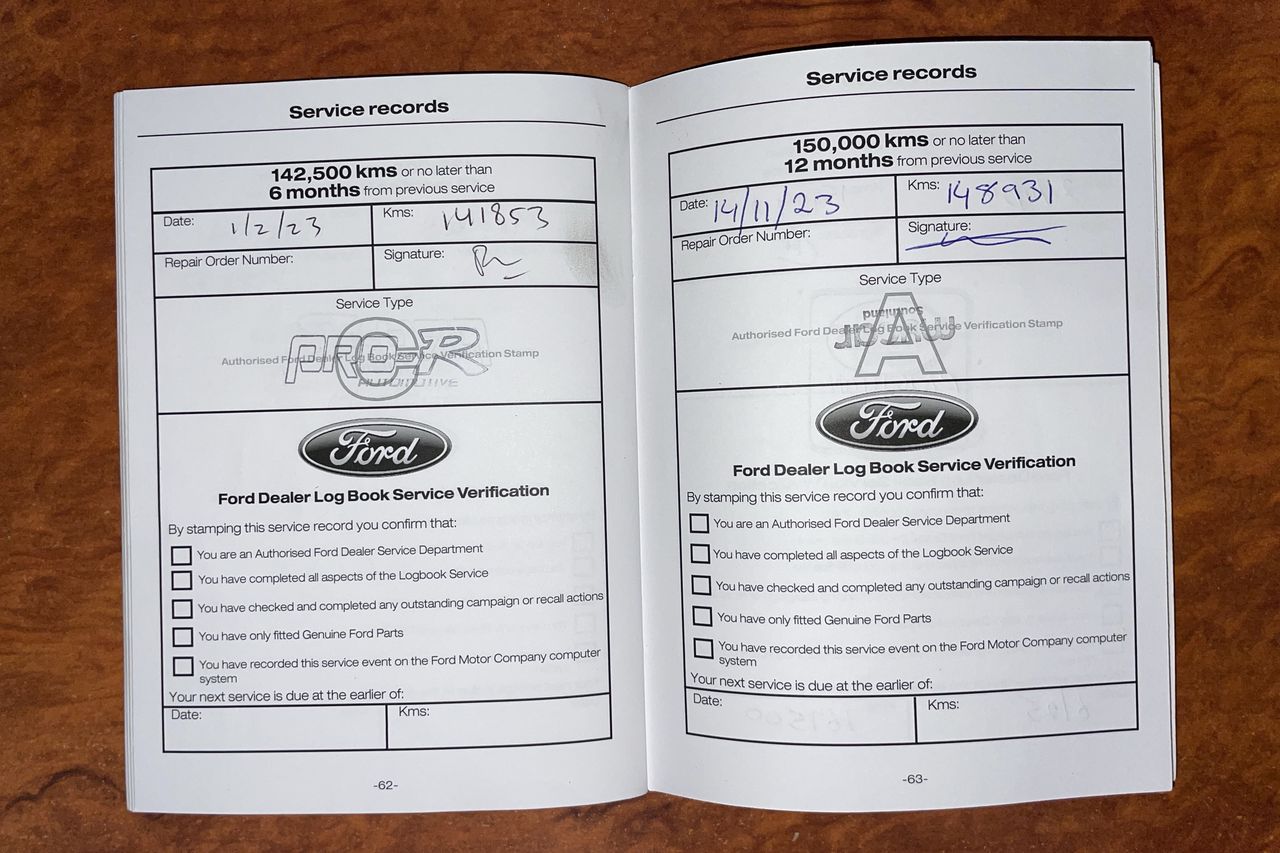 Service records
142,500 kms or no later than
6 months from previous service
Date: 1/2/23
Kms: 141853
Repair Order Number:
Signature:
Service Type
C
Authorised Ford Dealer Log Book Service Verification Stamp
PRO R
AUTOMOTIVE
Ford
Ford Dealer Log Book Service Verification
By stamping this service record you confirm that:
You are an Authorised Ford Dealer Service Department
You have completed all aspects of the Logbook Service
You have checked and completed any outstanding campaign or recall actions
You have only fitted Genuine Ford Parts
You have recorded this service event on the Ford Motor Company computer
system
Your next service is due at the earlier of:
Date:
Kms:
-62-
Service records
150,000 kms or no later than
12 months from previous service
Date: 14/11/23
Kms: 148931
Repair Order Number:
Signature:
Service Type
A
Southland
Authorised Ford Dealer Log Book Service Verification Stamp
Ford
Ford Dealer Log Book Service Verification
By stamping this service record you confirm that:
You are an Authorised Ford Dealer Service Department
You have completed all aspects of the Logbook Service
You have checked and completed any outstanding campaign or recall actions
You have only fitted Genuine Ford Parts
You have recorded this service event on the Ford Motor Company computer
system
Your next service is due at the earlier of:
Date:
Kms:
-63-